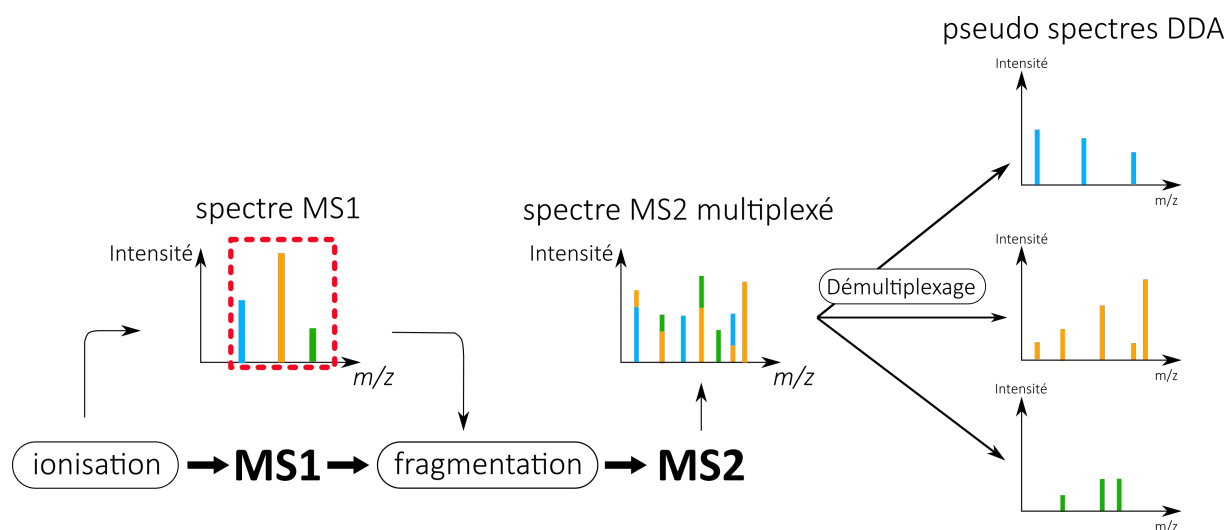 pseudo spectres DDA
Intensité
m/z
spectre MS1
Intensité
m/z
spectre MS2 multiplexé
Intensité
m/z
Démultiplexage
Intensité
m/z
Intensité
m/z
ionisation
MS1
fragmentation
MS2